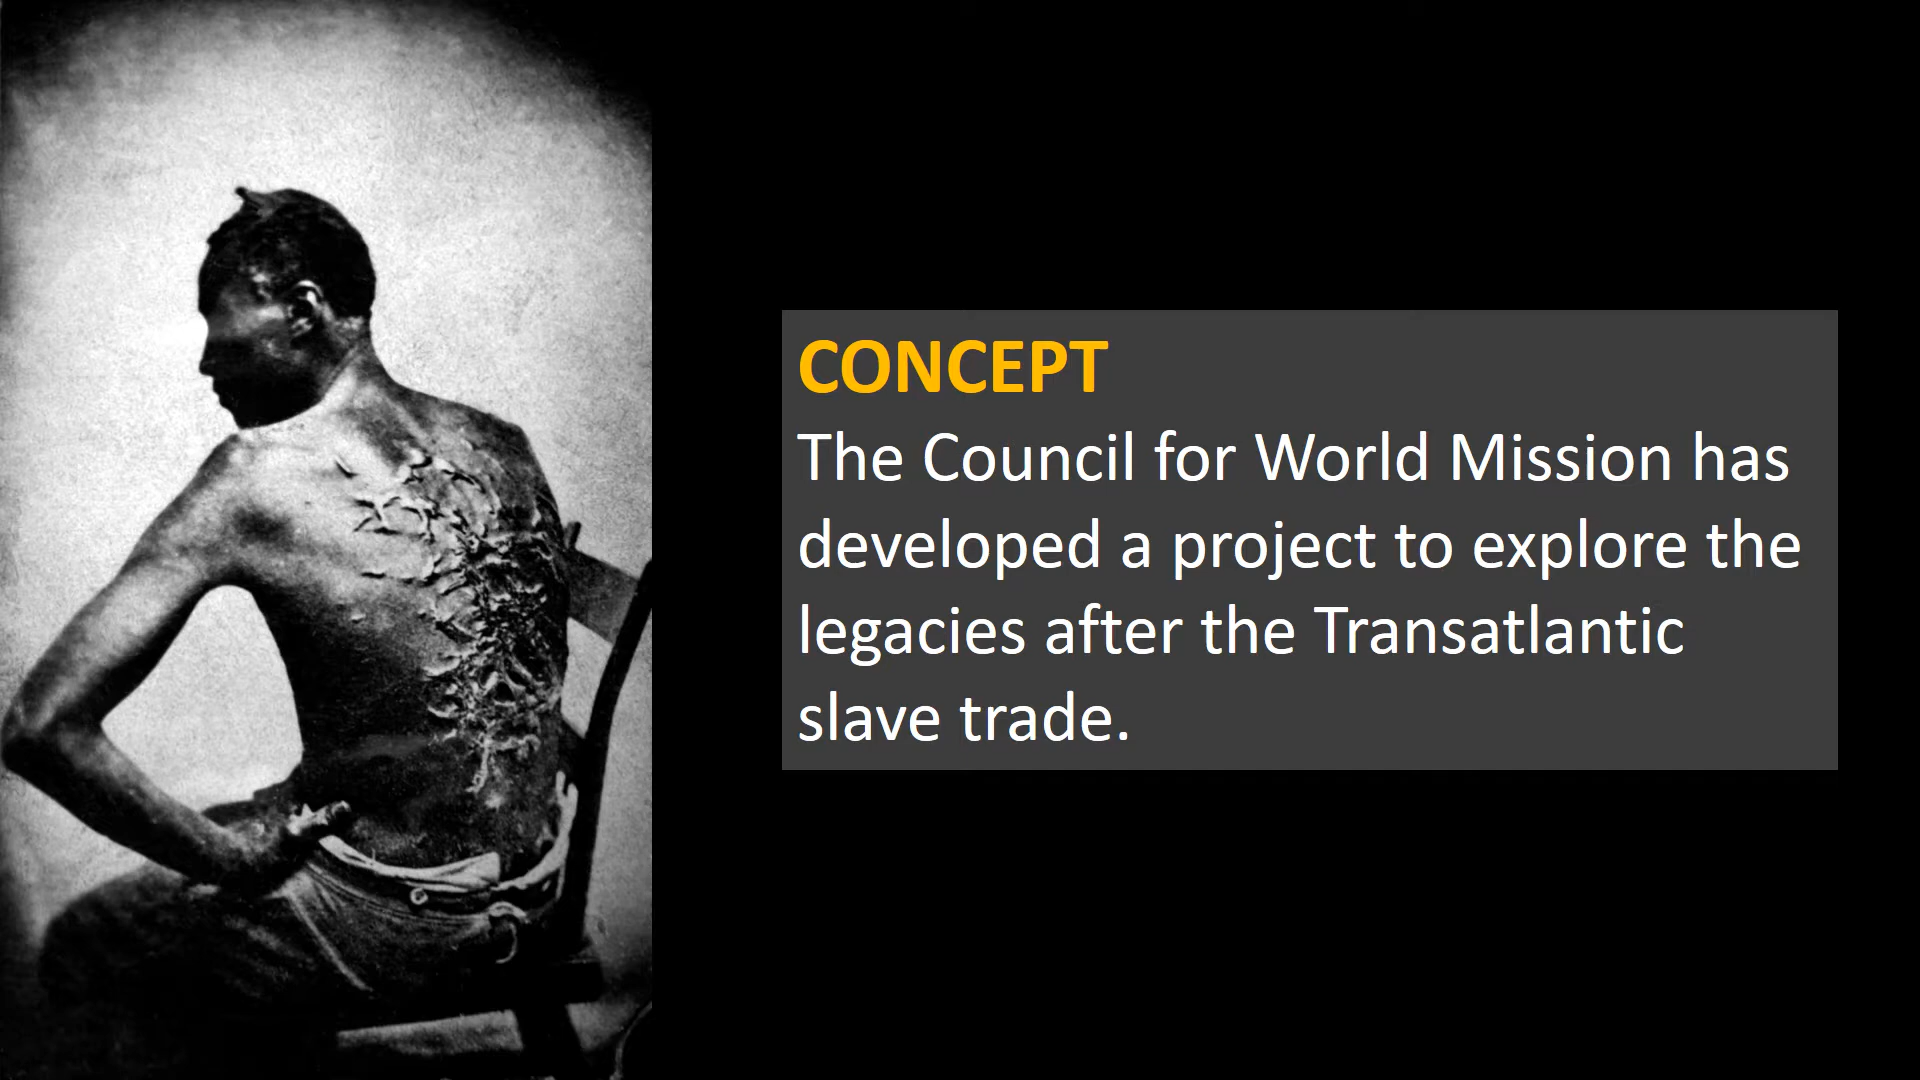 CONCEPT
The Council for World Mission has
developed a project to explore the
legacies after the Transatlantic
slave trade.